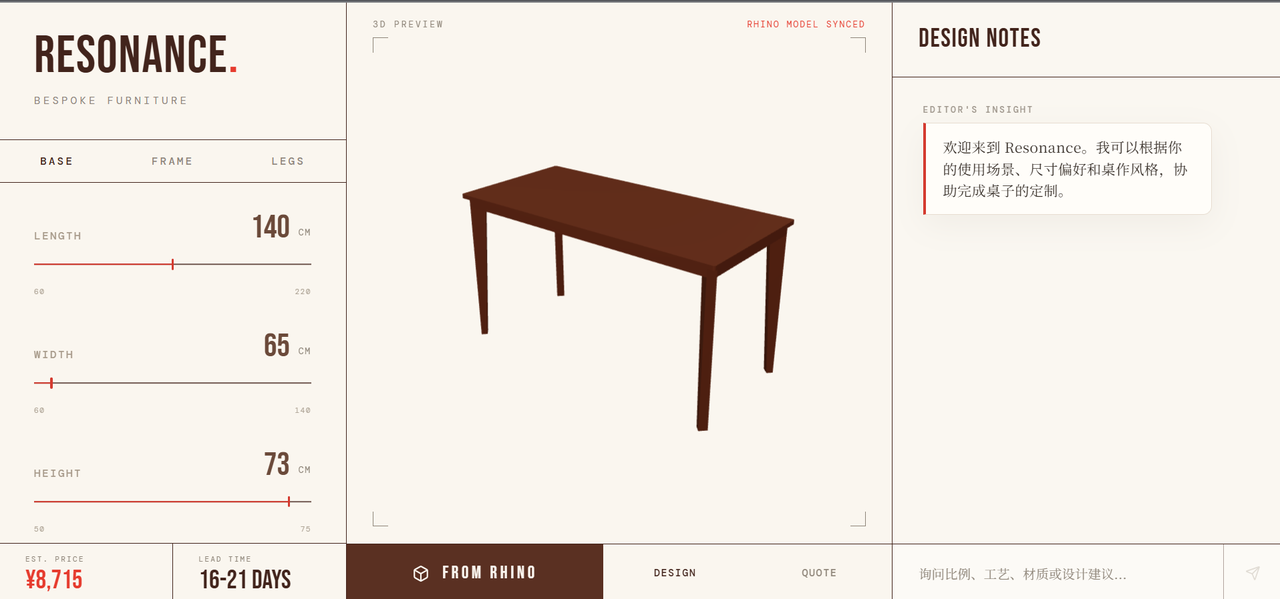 RESONANCE.
BESPOKE FURNITURE
BASE FRAME LEGS
LENGTH 140 CM
60 220
WIDTH 65 CM
60 140
HEIGHT 73 CM
50 75
EST. PRICE
¥8,715
LEAD TIME
16-21 DAYS
3D PREVIEW
RHINO MODEL SYNCED
FROM RHINO
DESIGN
QUOTE
DESIGN NOTES
EDITOR'S INSIGHT
欢迎来到 Resonance。我可以根据你
的使用场景、尺寸偏好和桌作风格，协
助完成桌子的定制。
询问比例、工艺、材质或设计建议...